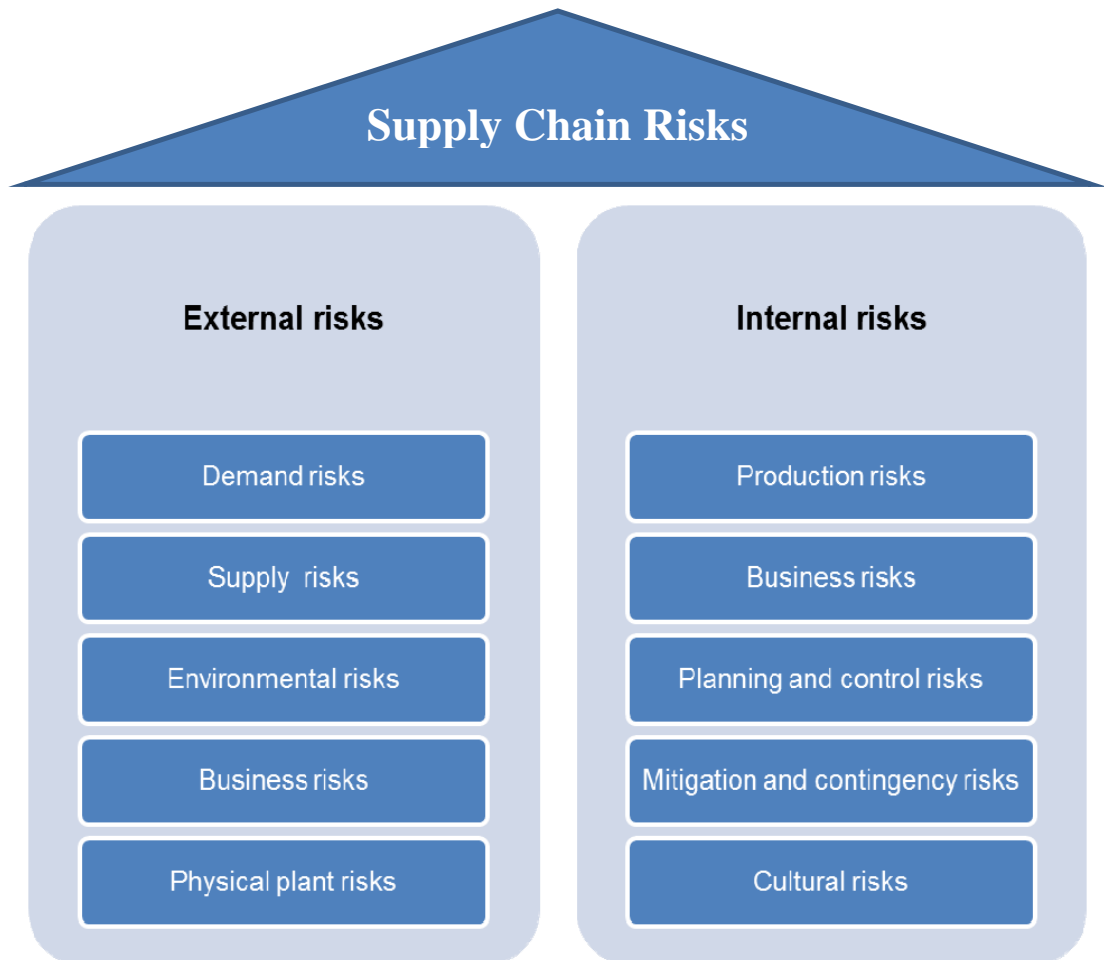 Supply Chain Risks
External risks
Demand risks
Supply risks
Environmental risks
Business risks
Physical plant risks
Internal risks
Production risks
Business risks
Planning and control risks
Mitigation and contingency risks
Cultural risks